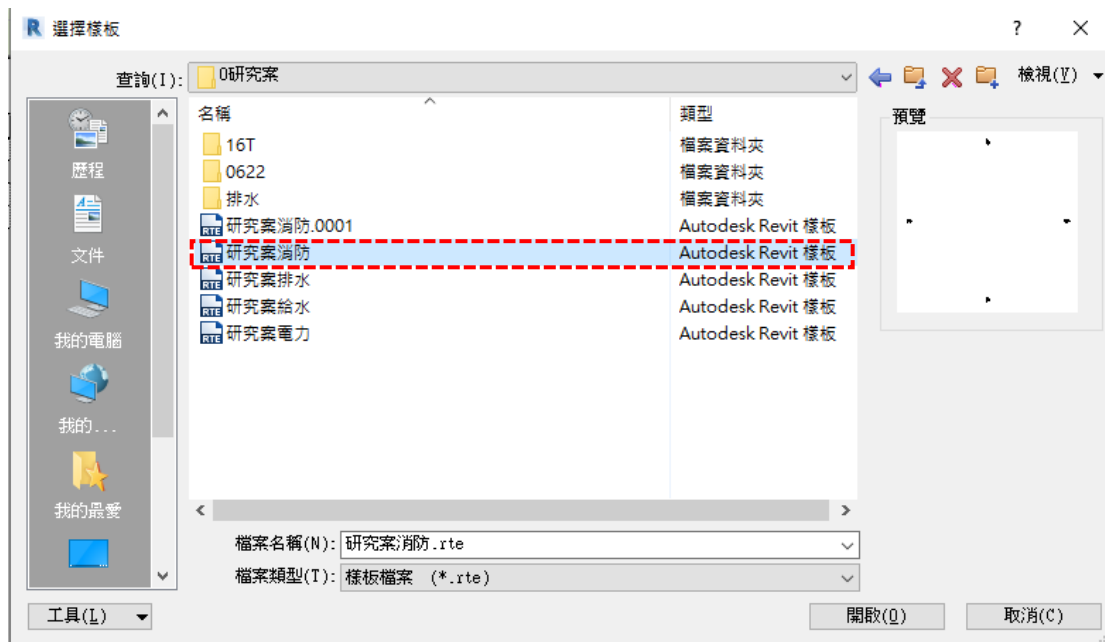 R 選擇樣板 ?
查詢(I): 0研究案 檢視(V)
名稱 類型 預覽
16T 檔案資料夾
0622 檔案資料夾
排水 檔案資料夾
RTE 研究案消防.0001 Autodesk Revit 樣板
RTE 研究案消防 Autodesk Revit 樣板
RTE 研究案排水 Autodesk Revit 樣板
RTE 研究案給水 Autodesk Revit 樣板
RTE 研究案電力 Autodesk Revit 樣板
歷程
文件
我的電腦
我的...
我的最愛
檔案名稱(N): 研究案消防.rte
檔案類型(T): 樣板檔案 (*.rte)
工具(L) 開啟(O) 取消(C)